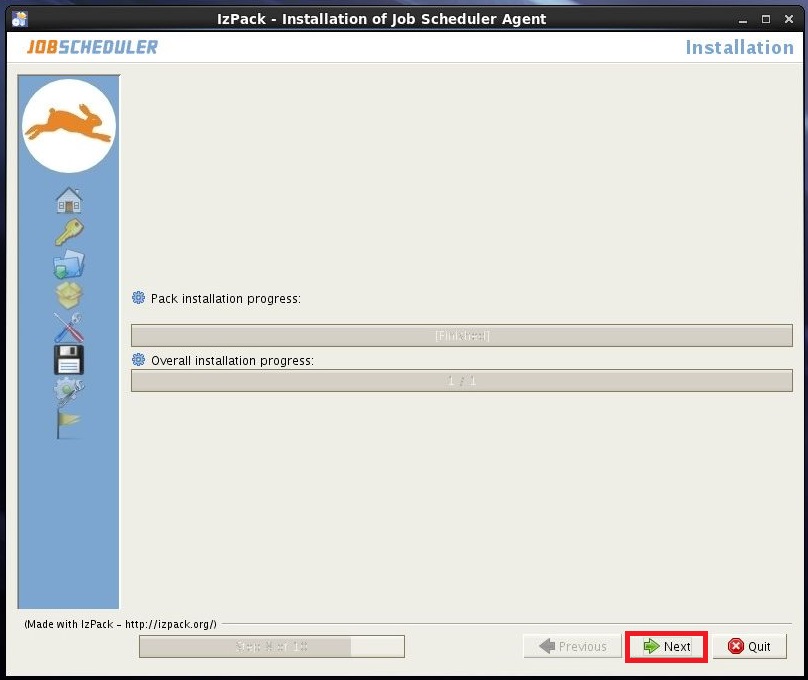 IzPack - Installation of Job Scheduler Agent
JOBSCHEDULER
Installation
Pack installation progress:
[Finished]
Overall installation progress:
1 / 1
(Made with IzPack - http://izpack.org/)
Previous
Next
Quit